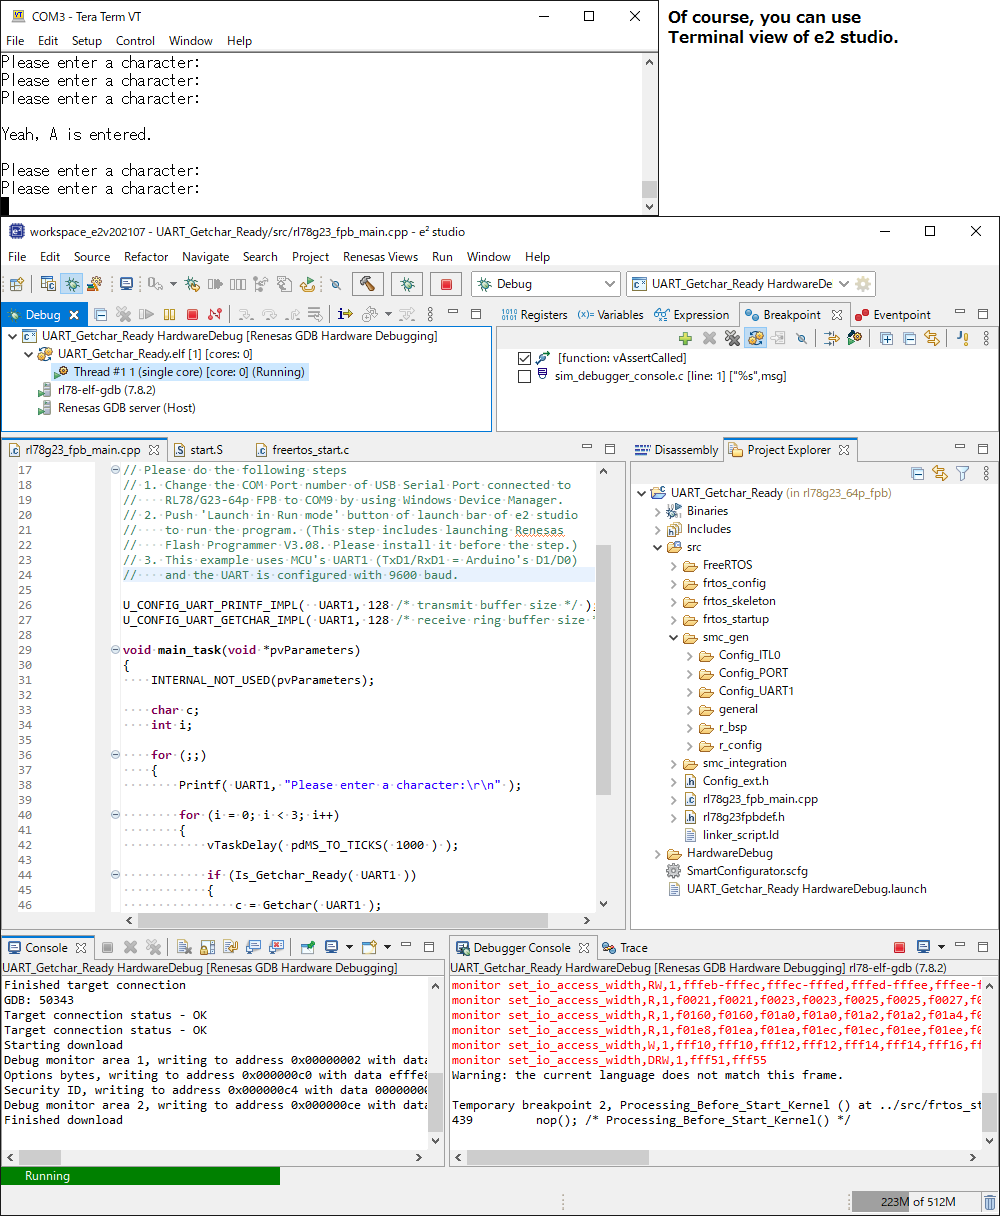 COM3 - Tera Term VT
File Edit Setup Control Window Help
Please enter a character:
Please enter a character:
Please enter a character:
Yeah, A is entered.
Please enter a character:
Please enter a character:
Of course, you can use
Terminal view of e2 studio.
workspace_e2v202107 - UART_Getchar_Ready/src/rl78g23_fpb_main.cpp - e² studio
File Edit Source Refactor Navigate Search Project Renesas Views Run Window Help
Debug
UART_Getchar_Ready HardwareDe
Debug
UART_Getchar_Ready HardwareDebug [Renesas GDB Hardware Debugging]
UART_Getchar_Ready.elf [1] [cores: 0]
Thread #1 1 (single core) [core: 0] (Running)
rl78-elf-gdb (7.8.2)
Renesas GDB server (Host)
Registers (x)= Variables Expression Breakpoint Eventpoint
[function: vAssertCalled]
sim_debugger_console.c [line: 1] ["%s",msg]
rl78g23_fpb_main.cpp start.S freertos_start.c
17 // Please do the following steps
18 // 1. Change the COM Port number of USB Serial Port connected to
19 //    RL78/G23-64p FPB to COM9 by using Windows Device Manager.
20 // 2. Push 'Launch in Run mode' button of launch bar of e2 studio
21 //    to run the program. (This step includes launching Renesas
22 //    Flash Programmer V3.08. Please install it before the step.)
23 // 3. This example uses MCU's UART1 (TxD1/RxD1 = Arduino's D1/D0)
24 //    and the UART is configured with 9600 baud.
25
26 U_CONFIG_UART_PRINTF_IMPL(  UART1, 128 /* transmit buffer size */ );
27 U_CONFIG_UART_GETCHAR_IMPL( UART1, 128 /* receive ring buffer size *
28
29 void main_task(void *pvParameters)
30 {
31     INTERNAL_NOT_USED(pvParameters);
32
33     char c;
34     int i;
35
36     for (;;)
37     {
38         Printf( UART1, "Please enter a character:\r\n" );
39
40         for (i = 0; i < 3; i++)
41         {
42             vTaskDelay( pdMS_TO_TICKS( 1000 ) );
43
44             if (Is_Getchar_Ready( UART1 ))
45             {
46                 c = Getchar( UART1 );
Disassembly Project Explorer
UART_Getchar_Ready (in rl78g23_64p_fpb)
Binaries
Includes
src
FreeRTOS
frtos_config
frtos_skeleton
frtos_startup
smc_gen
Config_ITL0
Config_PORT
Config_UART1
general
r_bsp
r_config
smc_integration
Config_ext.h
rl78g23_fpb_main.cpp
rl78g23fpbdef.h
linker_script.ld
HardwareDebug
SmartConfigurator.scfg
UART_Getchar_Ready HardwareDebug.launch
Console
UART_Getchar_Ready HardwareDebug [Renesas GDB Hardware Debugging]
Finished target connection
GDB: 50343
Target connection status - OK
Target connection status - OK
Starting download
Debug monitor area 1, writing to address 0x00000002 with data
Options bytes, writing to address 0x000000c0 with data efffe8
Security ID, writing to address 0x000000c4 with data 00000000
Debug monitor area 2, writing to address 0x000000ce with data
Finished download
Debugger Console Trace
UART_Getchar_Ready HardwareDebug [Renesas GDB Hardware Debugging] rl78-elf-gdb (7.8.2)
monitor set_io_access_width,RW,1,fffeb-fffec,fffec-fffed,fffed-fffee,fffee-f
monitor set_io_access_width,R,1,f0021,f0021,f0023,f0023,f0025,f0025,f0027,f0
monitor set_io_access_width,R,1,f0160,f0160,f01a0,f01a0,f01a2,f01a2,f01a4,f0
monitor set_io_access_width,R,1,f01e8,f01ea,f01ea,f01ec,f01ec,f01ee,f01ee,f0
monitor set_io_access_width,W,1,fff10,fff10,fff12,fff12,fff14,fff14,fff16,ff
monitor set_io_access_width,DRW,1,fff51,fff55
Warning: the current language does not match this frame.
Temporary breakpoint 2, Processing_Before_Start_Kernel () at ../src/frtos_st
439         nop(); /* Processing_Before_Start_Kernel() */
Running
223M of 512M